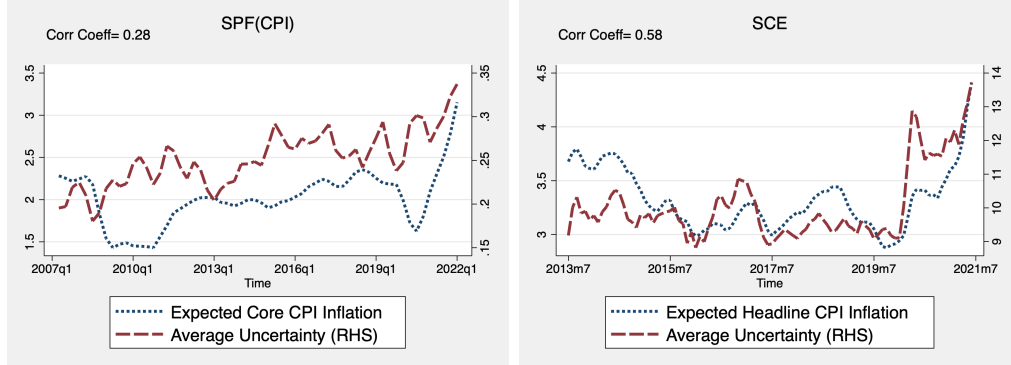 SPF(CPI)
Corr Coeff= 0.28
3.5
3
2.5
2
1.5
.35
.3
.25
.2
.15
2007q1 2010q1 2013q1 2016q1 2019q1 2022q1
Time
Expected Core CPI Inflation
Average Uncertainty (RHS)
SCE
Corr Coeff= 0.58
4.5
4
3.5
3
14
13
12
11
10
9
2013m7 2015m7 2017m7 2019m7 2021m7
Time
Expected Headline CPI Inflation
Average Uncertainty (RHS)